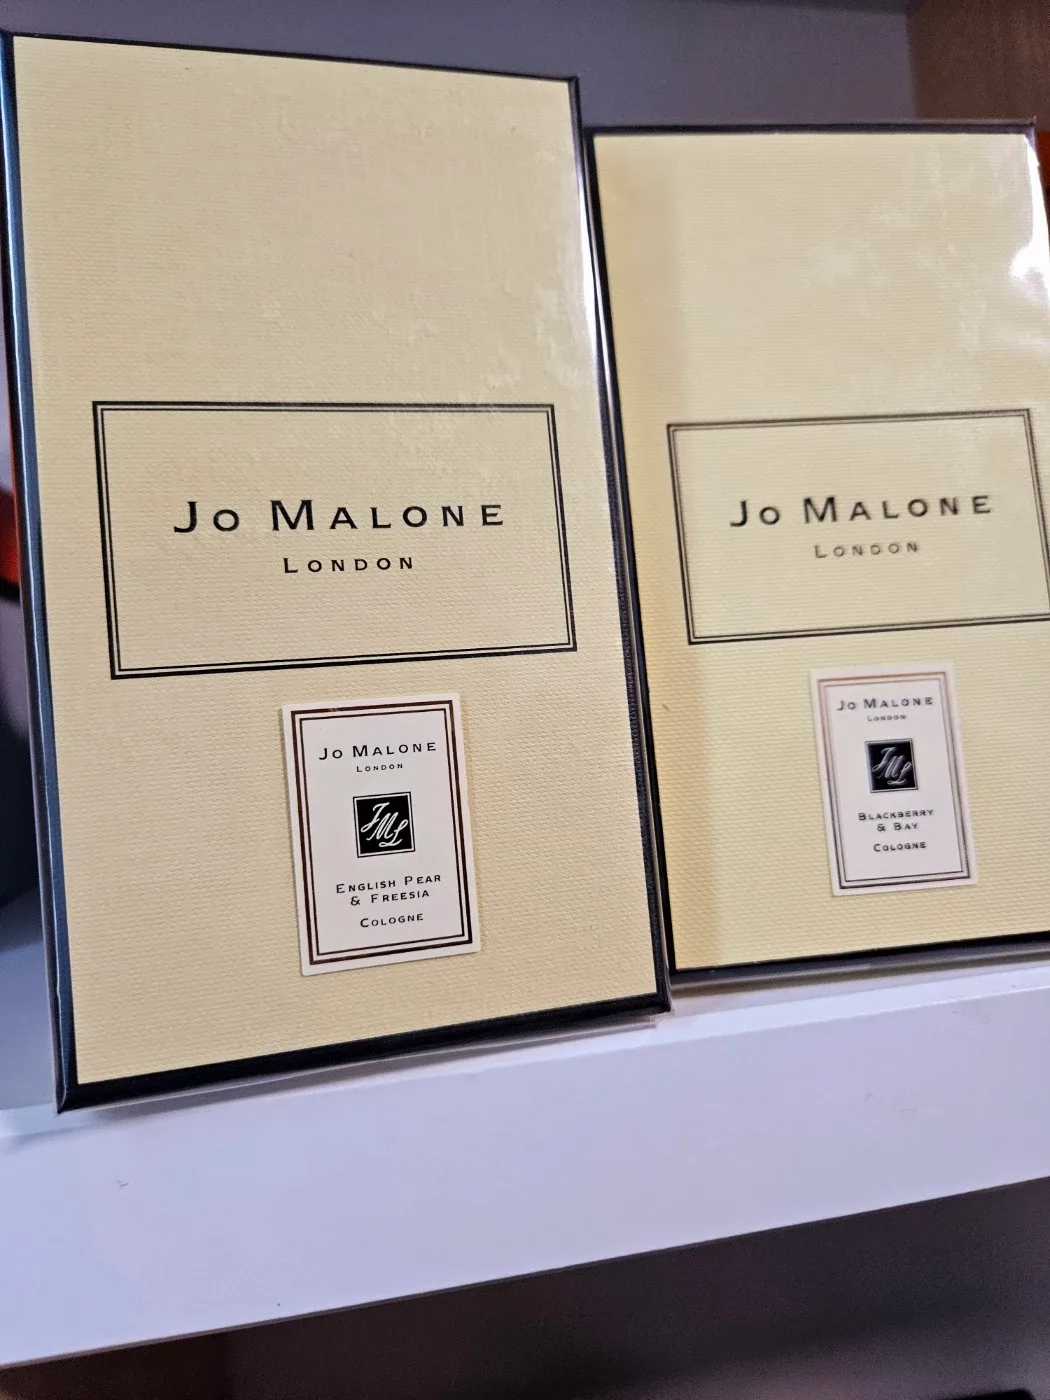 Jo Malone
London
Jo Malone
London
JML
English Pear
& Freesia
Cologne
Jo Malone
London
Jo Malone
London
JML
Blackberry
& Bay
Cologne